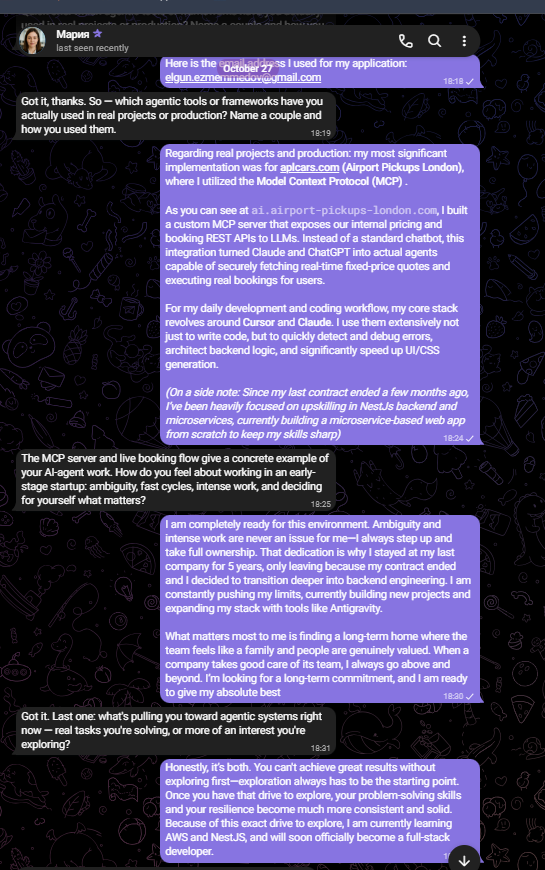 Мария
last seen recently
October 27
Here is the email address I used for my application:
elgun.ezmemmedov@gmail.com
18:18
Got it, thanks. So — which agentic tools or frameworks have you
actually used in real projects or production? Name a couple and
how you used them.
18:19
Regarding real projects and production: my most significant
implementation was for aplcars.com (Airport Pickups London),
where I utilized the Model Context Protocol (MCP) .
As you can see at ai.airport-pickups-london.com, I built
a custom MCP server that exposes our internal pricing and
booking REST APIs to LLMs. Instead of a standard chatbot, this
integration turned Claude and ChatGPT into actual agents
capable of securely fetching real-time fixed-price quotes and
executing real bookings for users.
For my daily development and coding workflow, my core stack
revolves around Cursor and Claude. I use them extensively not
just to write code, but to quickly detect and debug errors,
architect backend logic, and significantly speed up UI/CSS
generation.
(On a side note: Since my last contract ended a few months ago,
I've been heavily focused on upskilling in NestJs backend and
microservices, currently building a microservice-based web app
from scratch to keep my skills sharp)
18:24
The MCP server and live booking flow give a concrete example of
your AI-agent work. How do you feel about working in an early-
stage startup: ambiguity, fast cycles, intense work, and deciding
for yourself what matters?
18:25
I am completely ready for this environment. Ambiguity and
intense work are never an issue for me—I always step up and
take full ownership. That dedication is why I stayed at my last
company for 5 years, only leaving because my contract ended
and I decided to transition deeper into backend engineering. I am
constantly pushing my limits, currently building new projects and
expanding my stack with tools like Antigravity.
What matters most to me is finding a long-term home where the
team feels like a family and people are genuinely valued. When a
company takes good care of its team, I always go above and
beyond. I'm looking for a long-term commitment, and I am ready
to give my absolute best
18:30
Got it. Last one: what's pulling you toward agentic systems right
now — real tasks you're solving, or more of an interest you're
exploring?
18:31
Honestly, it's both. You can't achieve great results without
exploring first—exploration always has to be the starting point.
Once you have that drive to explore, your problem-solving skills
and your resilience become much more consistent and solid.
Because of this exact drive to explore, I am currently learning
AWS and NestJS, and will soon officially become a full-stack
developer.